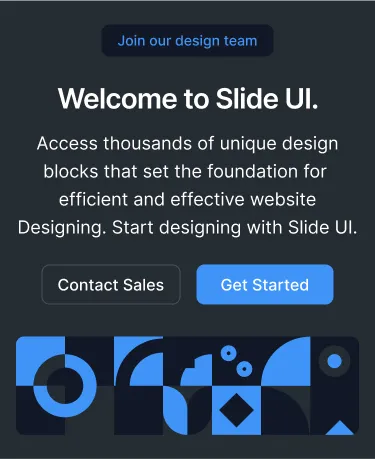 Join our design team
Welcome to Slide UI.
Access thousands of unique design
blocks that set the foundation for
efficient and effective website
Designing. Start designing with Slide UI.
Contact Sales
Get Started